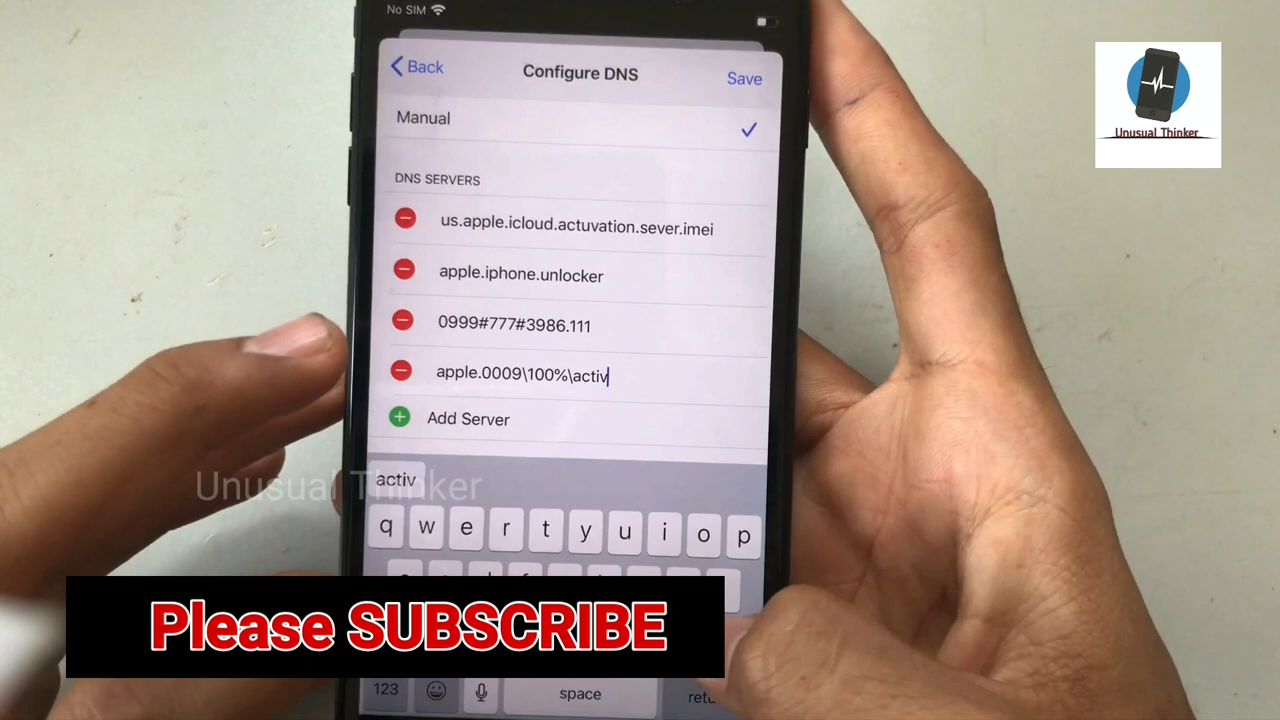 No SIM
Back
Configure DNS
Save
Manual
DNS SERVERS
us.apple.icloud.actuvation.sever.imei
apple.iphone.unlocker
0999#777#3986.111
apple.0009\100%\activ
Add Server
activ
Unusual Thinker
q w e r t y u i o p
Please SUBSCRIBE
123
space
Unusual Thinker